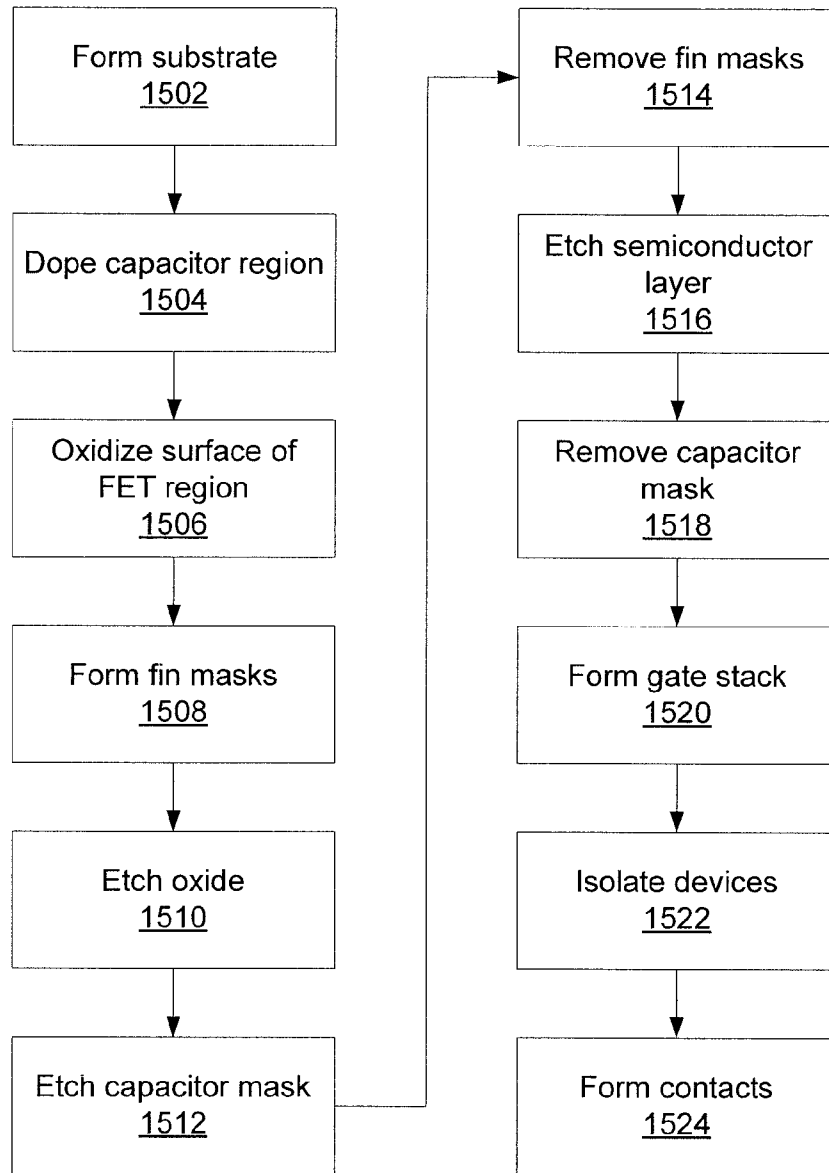 Form substrate
1502
Dope capacitor region
1504
Oxidize surface of
FET region
1506
Form fin masks
1508
Etch oxide
1510
Etch capacitor mask
1512
Remove fin masks
1514
Etch semiconductor
layer
1516
Remove capacitor
mask
1518
Form gate stack
1520
Isolate devices
1522
Form contacts
1524